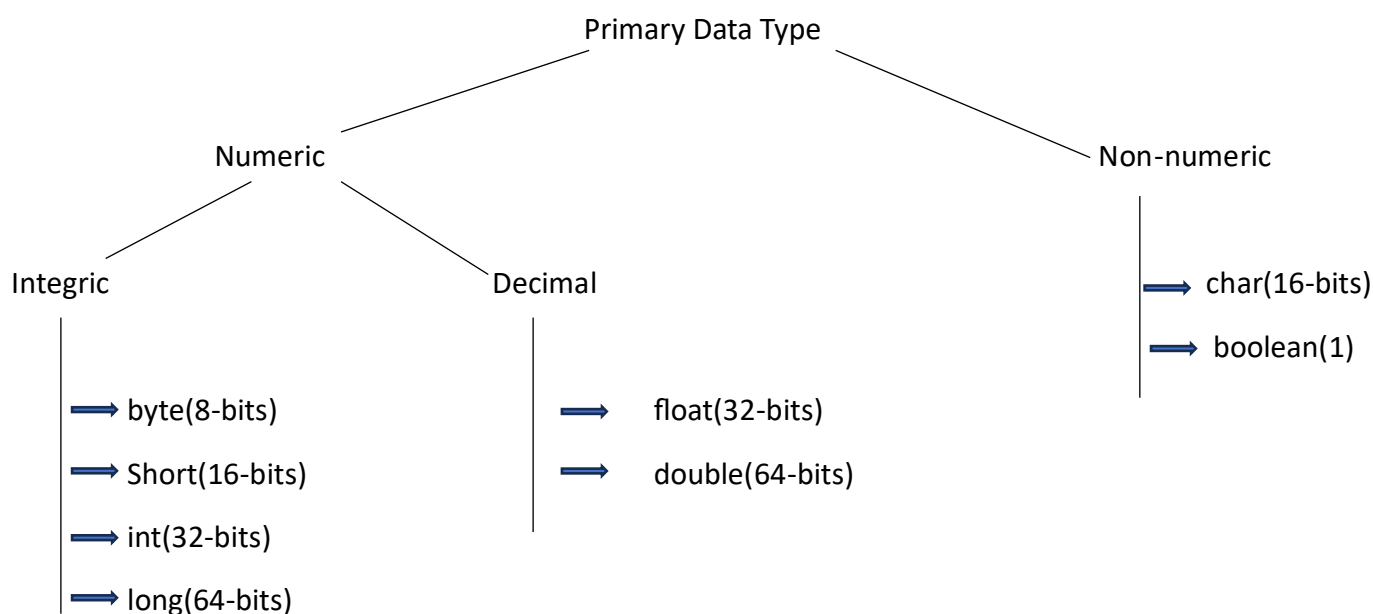 Primary Data Type
Numeric
Non-numeric
Integric
Decimal
char(16-bits)
boolean(1)
byte(8-bits)
float(32-bits)
Short(16-bits)
double(64-bits)
int(32-bits)
long(64-bits)